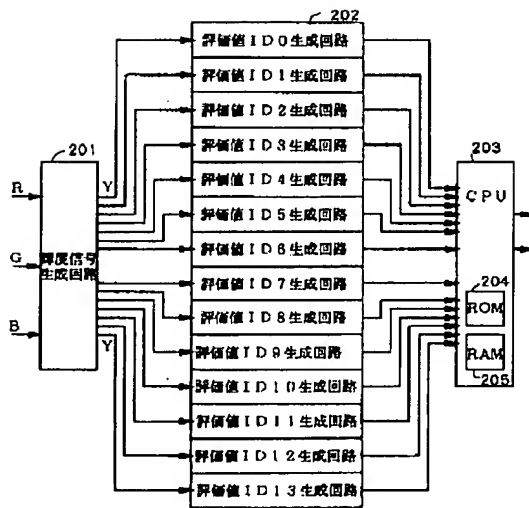 202
評価値ID0生成回路
評価値ID1生成回路
評価値ID2生成回路
評価値ID3生成回路
評価値ID4生成回路
評価値ID5生成回路
評価値ID6生成回路
評価値ID7生成回路
評価値ID8生成回路
評価値ID9生成回路
評価値ID10生成回路
評価値ID11生成回路
評価値ID12生成回路
評価値ID13生成回路
201
R
G
B
輝度信号
生成回路
Y
Y
203
CPU
204
ROM
RAM
205